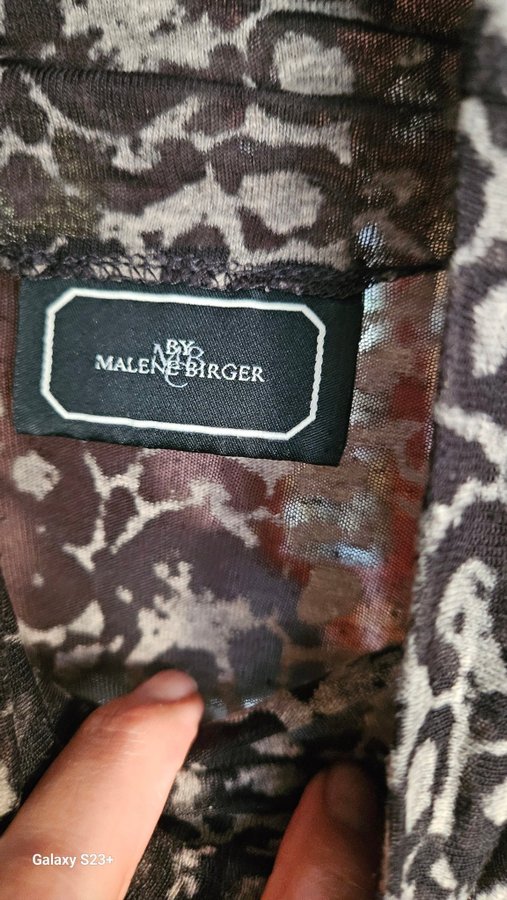 BY
MALENE BIRGER
Galaxy S23+